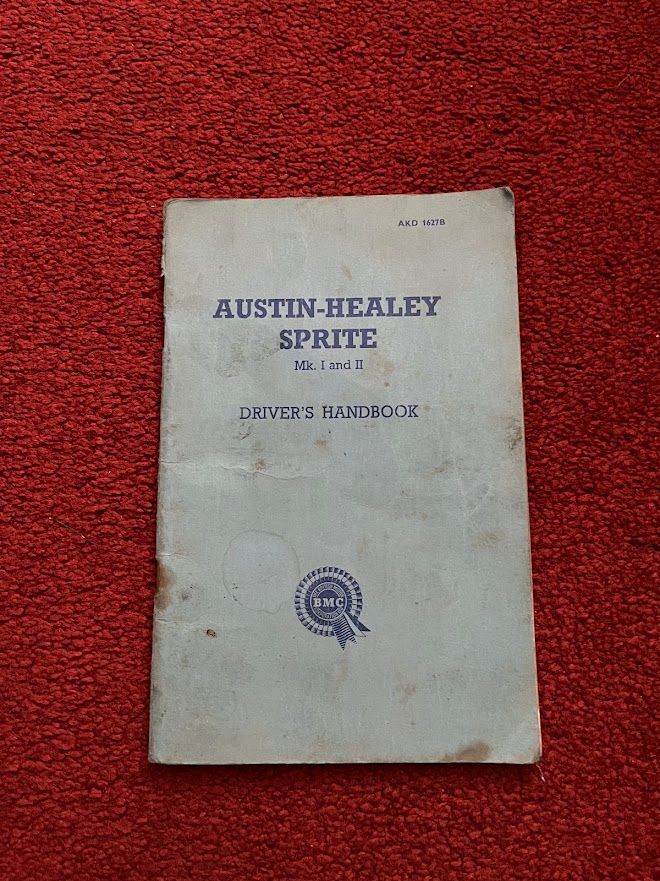 AKD 1627B
AUSTIN-HEALEY
SPRITE
Mk. I and II
DRIVER'S HANDBOOK
BMC